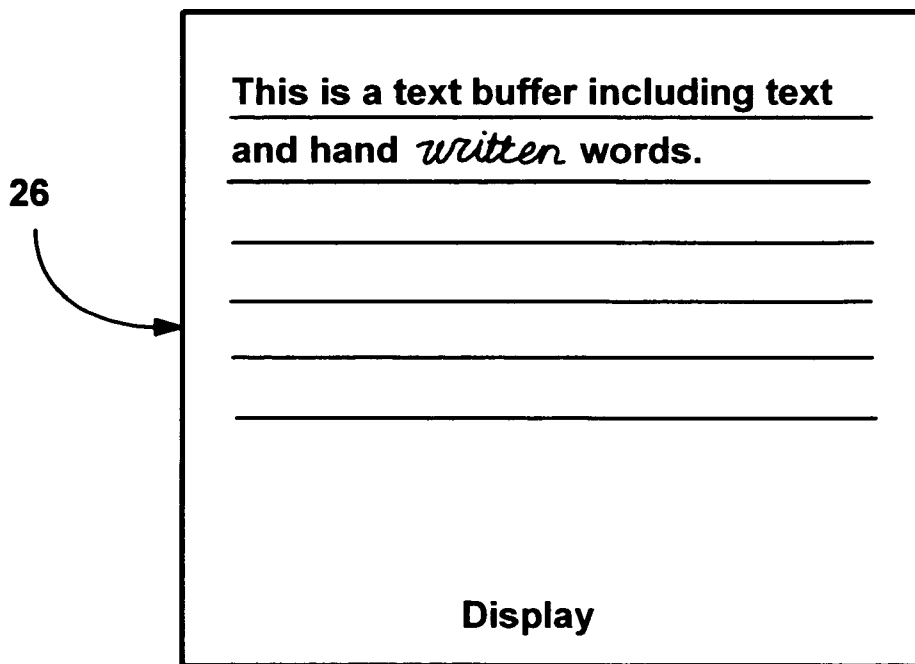 This is a text buffer including text
and hand written words.
26
Display